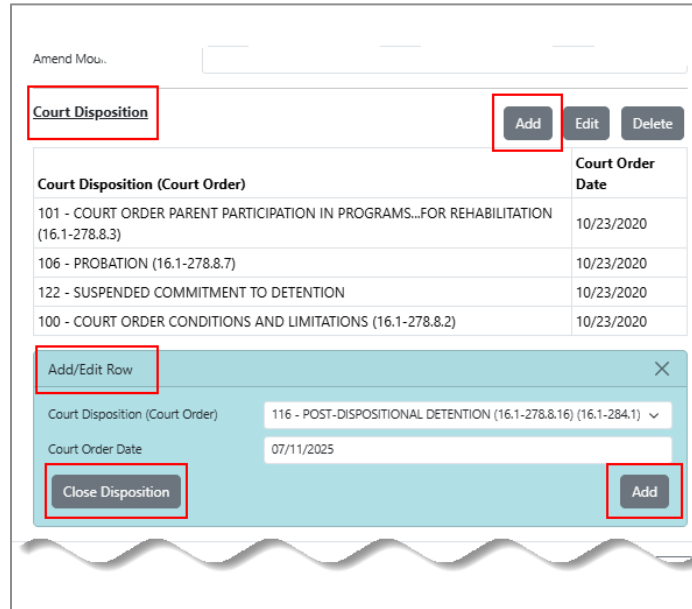 Amend
Court Disposition
Add Edit Delete
Court Disposition (Court Order) Court Order Date
101 - COURT ORDER PARENT PARTICIPATION IN PROGRAMS...FOR REHABILITATION
(16.1-278.8.3) 10/23/2020
106 - PROBATION (16.1-278.8.7) 10/23/2020
122 - SUSPENDED COMMITMENT TO DETENTION 10/23/2020
100 - COURT ORDER CONDITIONS AND LIMITATIONS (16.1-278.8.2) 10/23/2020
Add/Edit Row
Court Disposition (Court Order) 116 - POST-DISPOSITIONAL DETENTION (16.1-278.8.16) (16.1-284.1)
Court Order Date 07/11/2025
Close Disposition Add